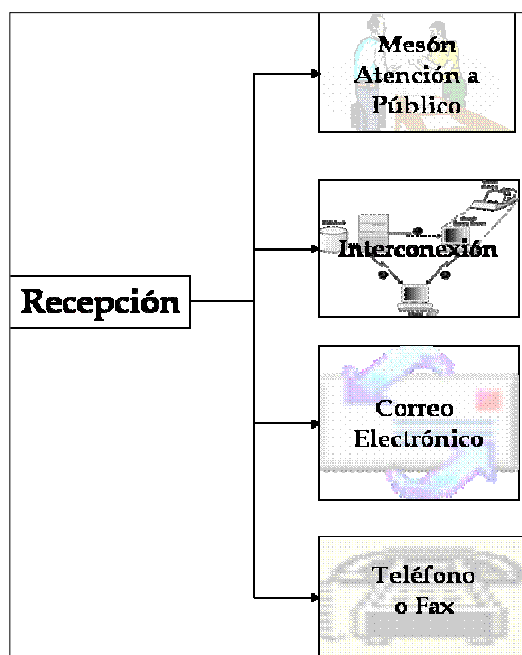 Mesón
Atención a
Público
Interconexión
Recepción
Correo
Electrónico
Teléfono
o Fax